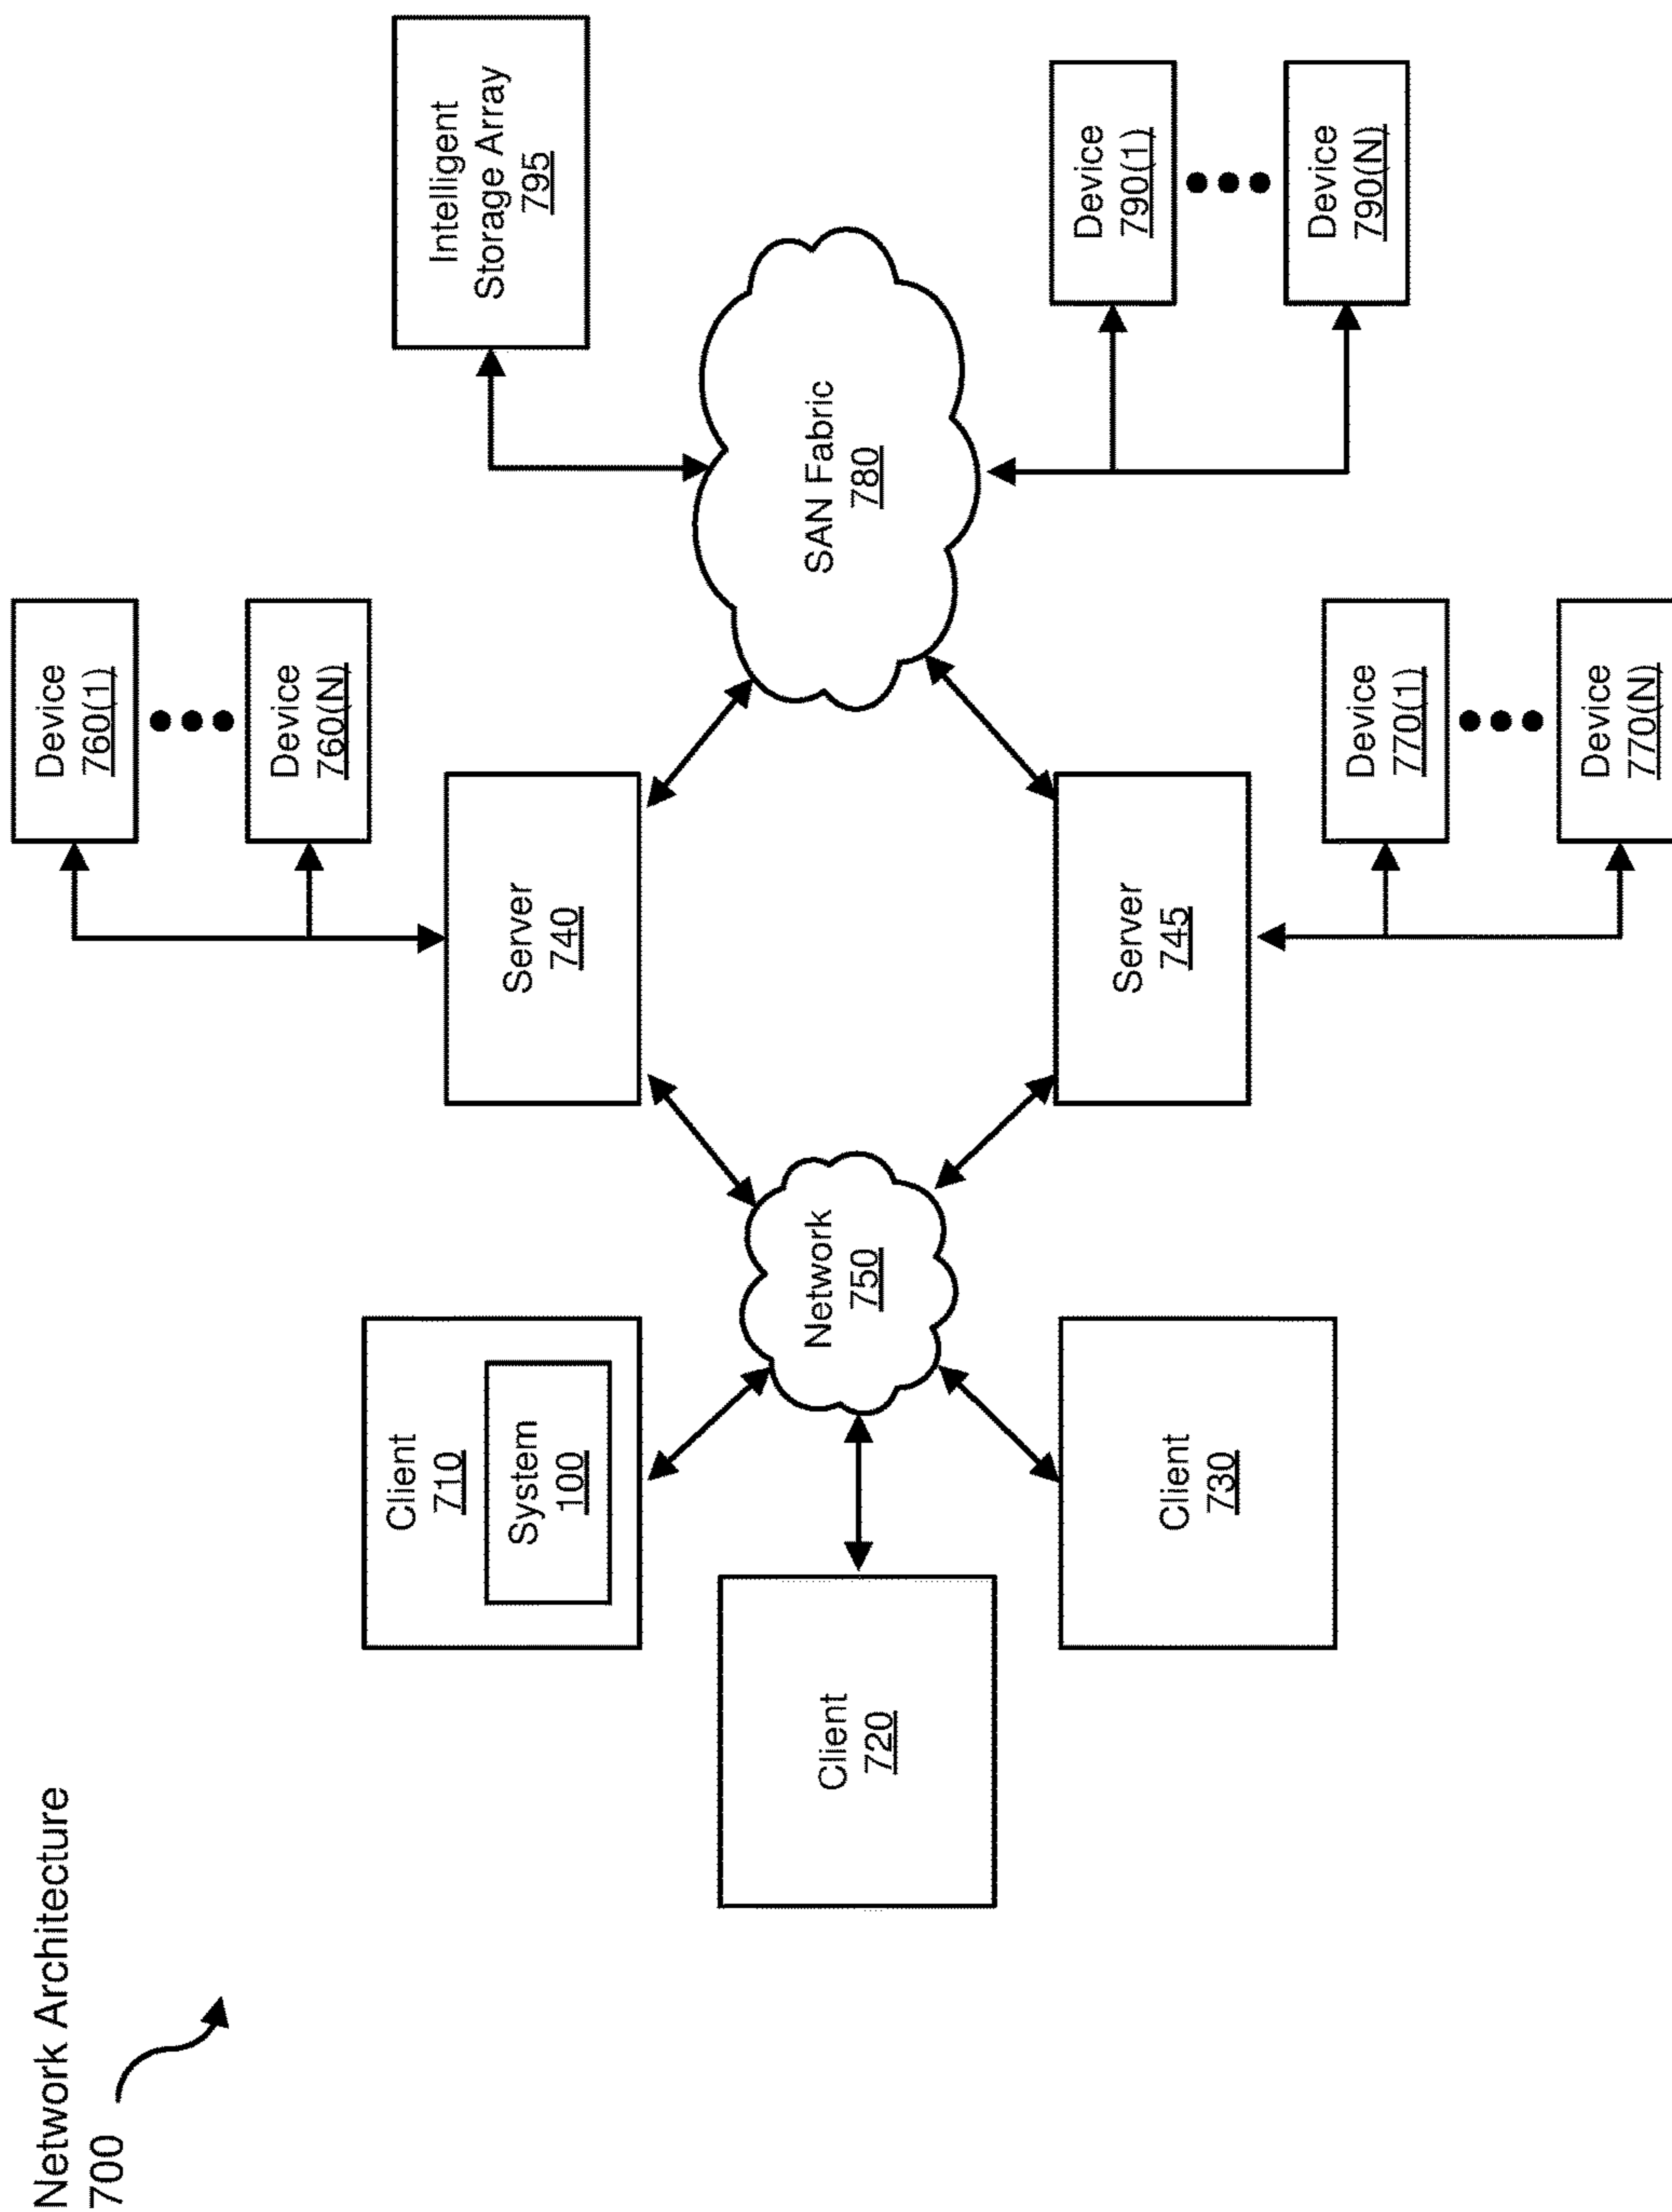 Network Architecture
700
Client
710
System
100
Client
720
Client
730
Network
750
Server
740
Server
745
Device
760(1)
Device
760(N)
Device
770(1)
Device
770(N)
SAN Fabric
780
Intelligent
Storage Array
795
Device
790(1)
Device
790(N)